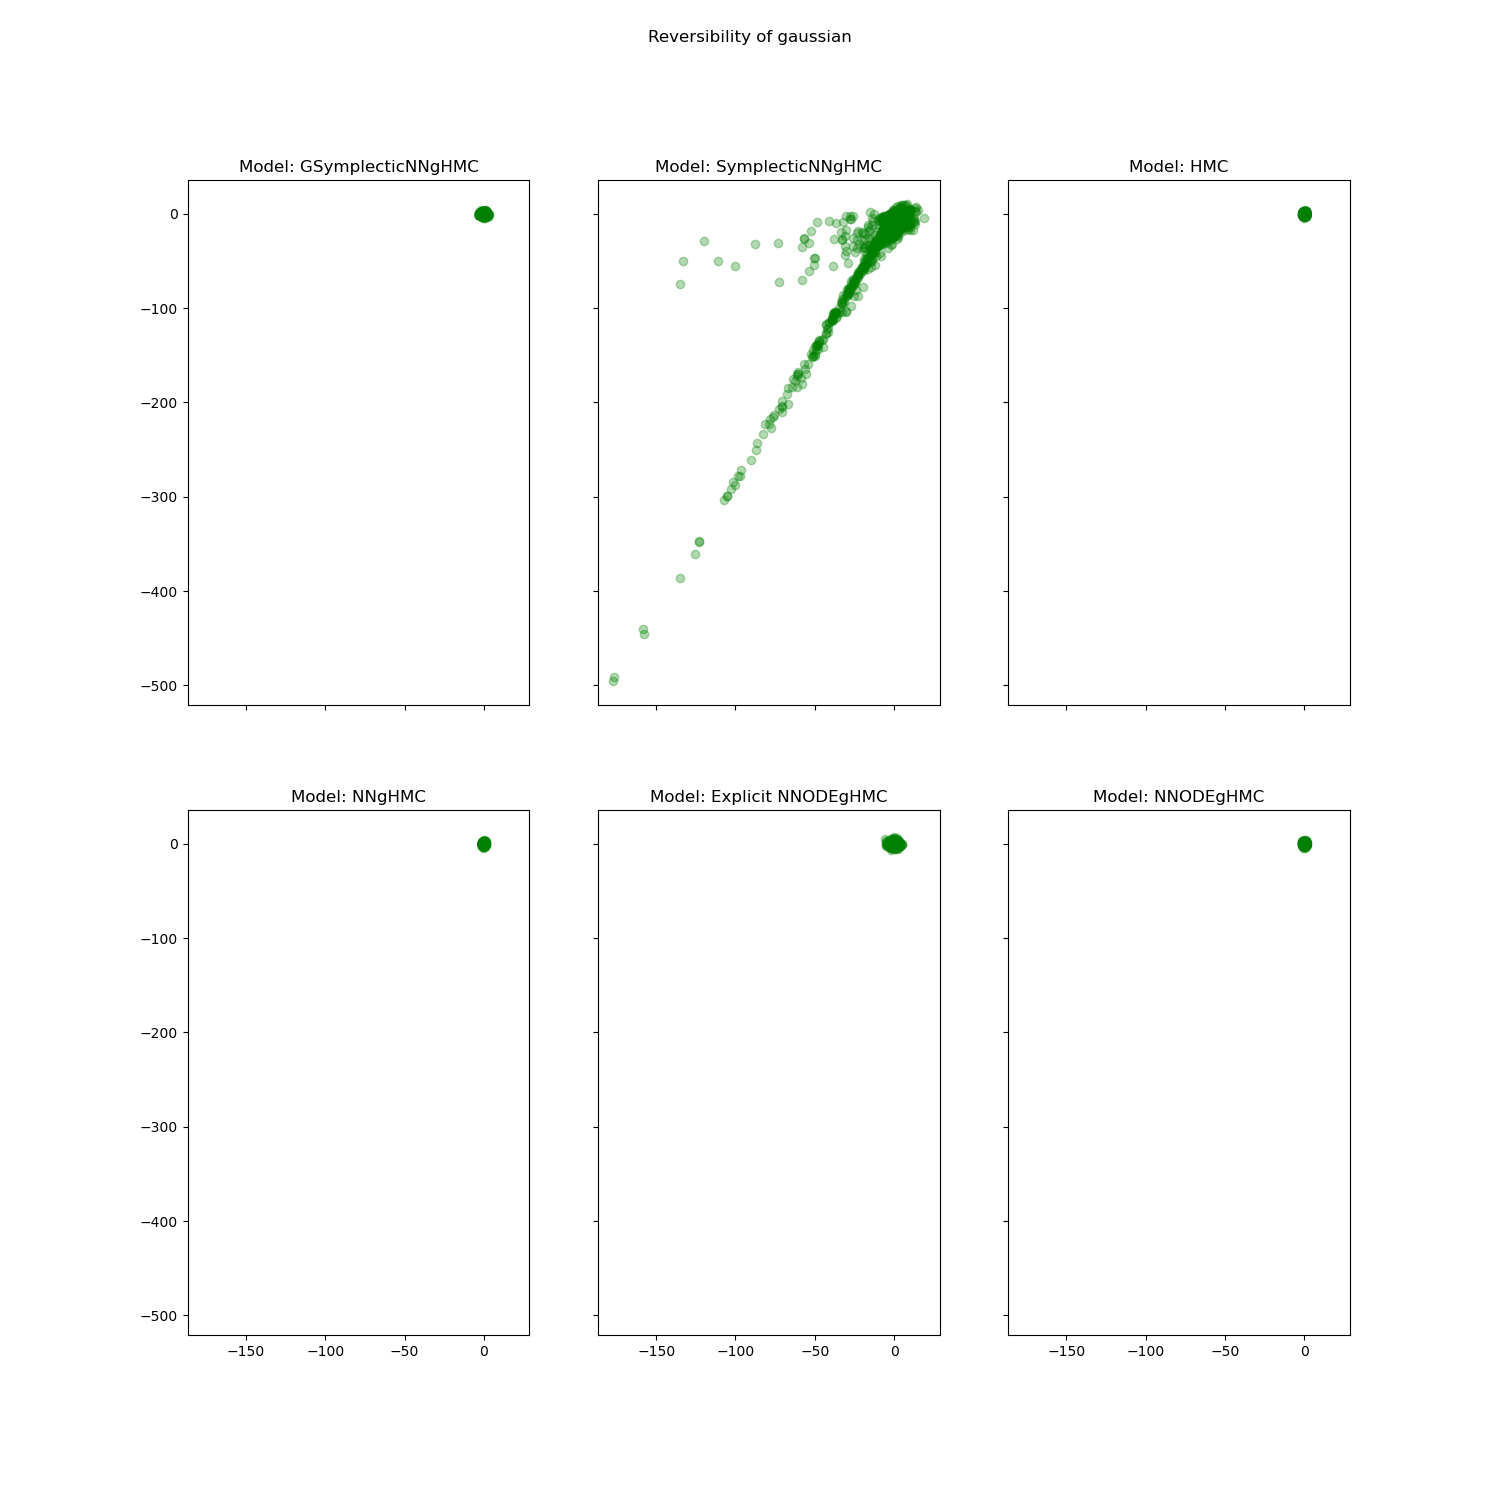 Reversibility of gaussian
Model: GSymplecticNNgHMC
Model: SymplecticNNgHMC
Model: HMC
0
−100
−200
−300
−400
−500
Model: NNgHMC
Model: Explicit NNODEgHMC
Model: NNODEgHMC
0
−100
−200
−300
−400
−500
−150 −100 −50 0
−150 −100 −50 0
−150 −100 −50 0